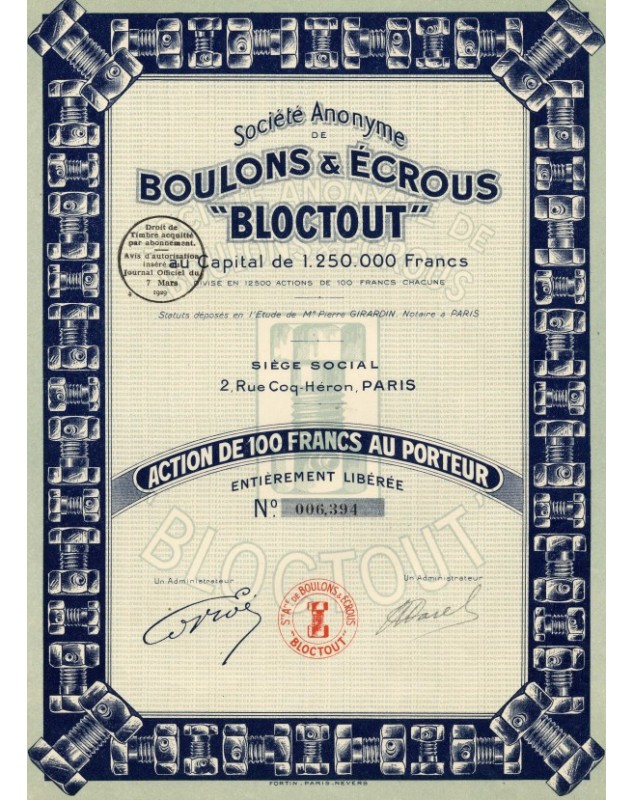 Société Anonyme
DE
BOULONS & ÉCROUS
"BLOCTOUT"
au Capital de 1.250.000 Francs
DIVISÉ EN 12500 ACTIONS DE 100 FRANCS CHACUNE
Droit de
Timbre acquitté
par abonnement.
Avis d'autorisation
inséré au
Journal Officiel du
7 Mars
1929
Statuts déposés en l'Etude de Me Pierre GIRARDIN, Notaire à PARIS
SIÈGE SOCIAL
2, Rue Coq-Héron, PARIS
ACTION DE 100 FRANCS AU PORTEUR
ENTIÈREMENT LIBÉRÉE
No. 006,394
"BLOCTOUT"
Un Administrateur
Un Administrateur
Sté Ame DE BOULONS & ÉCROUS
"BLOCTOUT"
FORTIN-PARIS-NEVERS